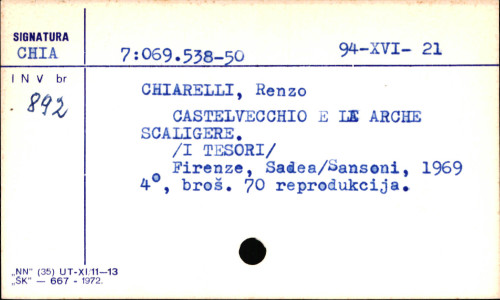 SIGNATURA
CHIA
7:069.538-50
94-XVI- 21
INV br
. 892
CHIARELLI, Renzo
CASTELVECCHIO E LE ARCHE
SCALIGERE.
/I TESORI/
Firenze, Sadea/Sansoni, 1969
4°, broš. 70 reprodukcija.
„NN” (35) UT-XI/11—13
„ŠK” — 667 - 1972.